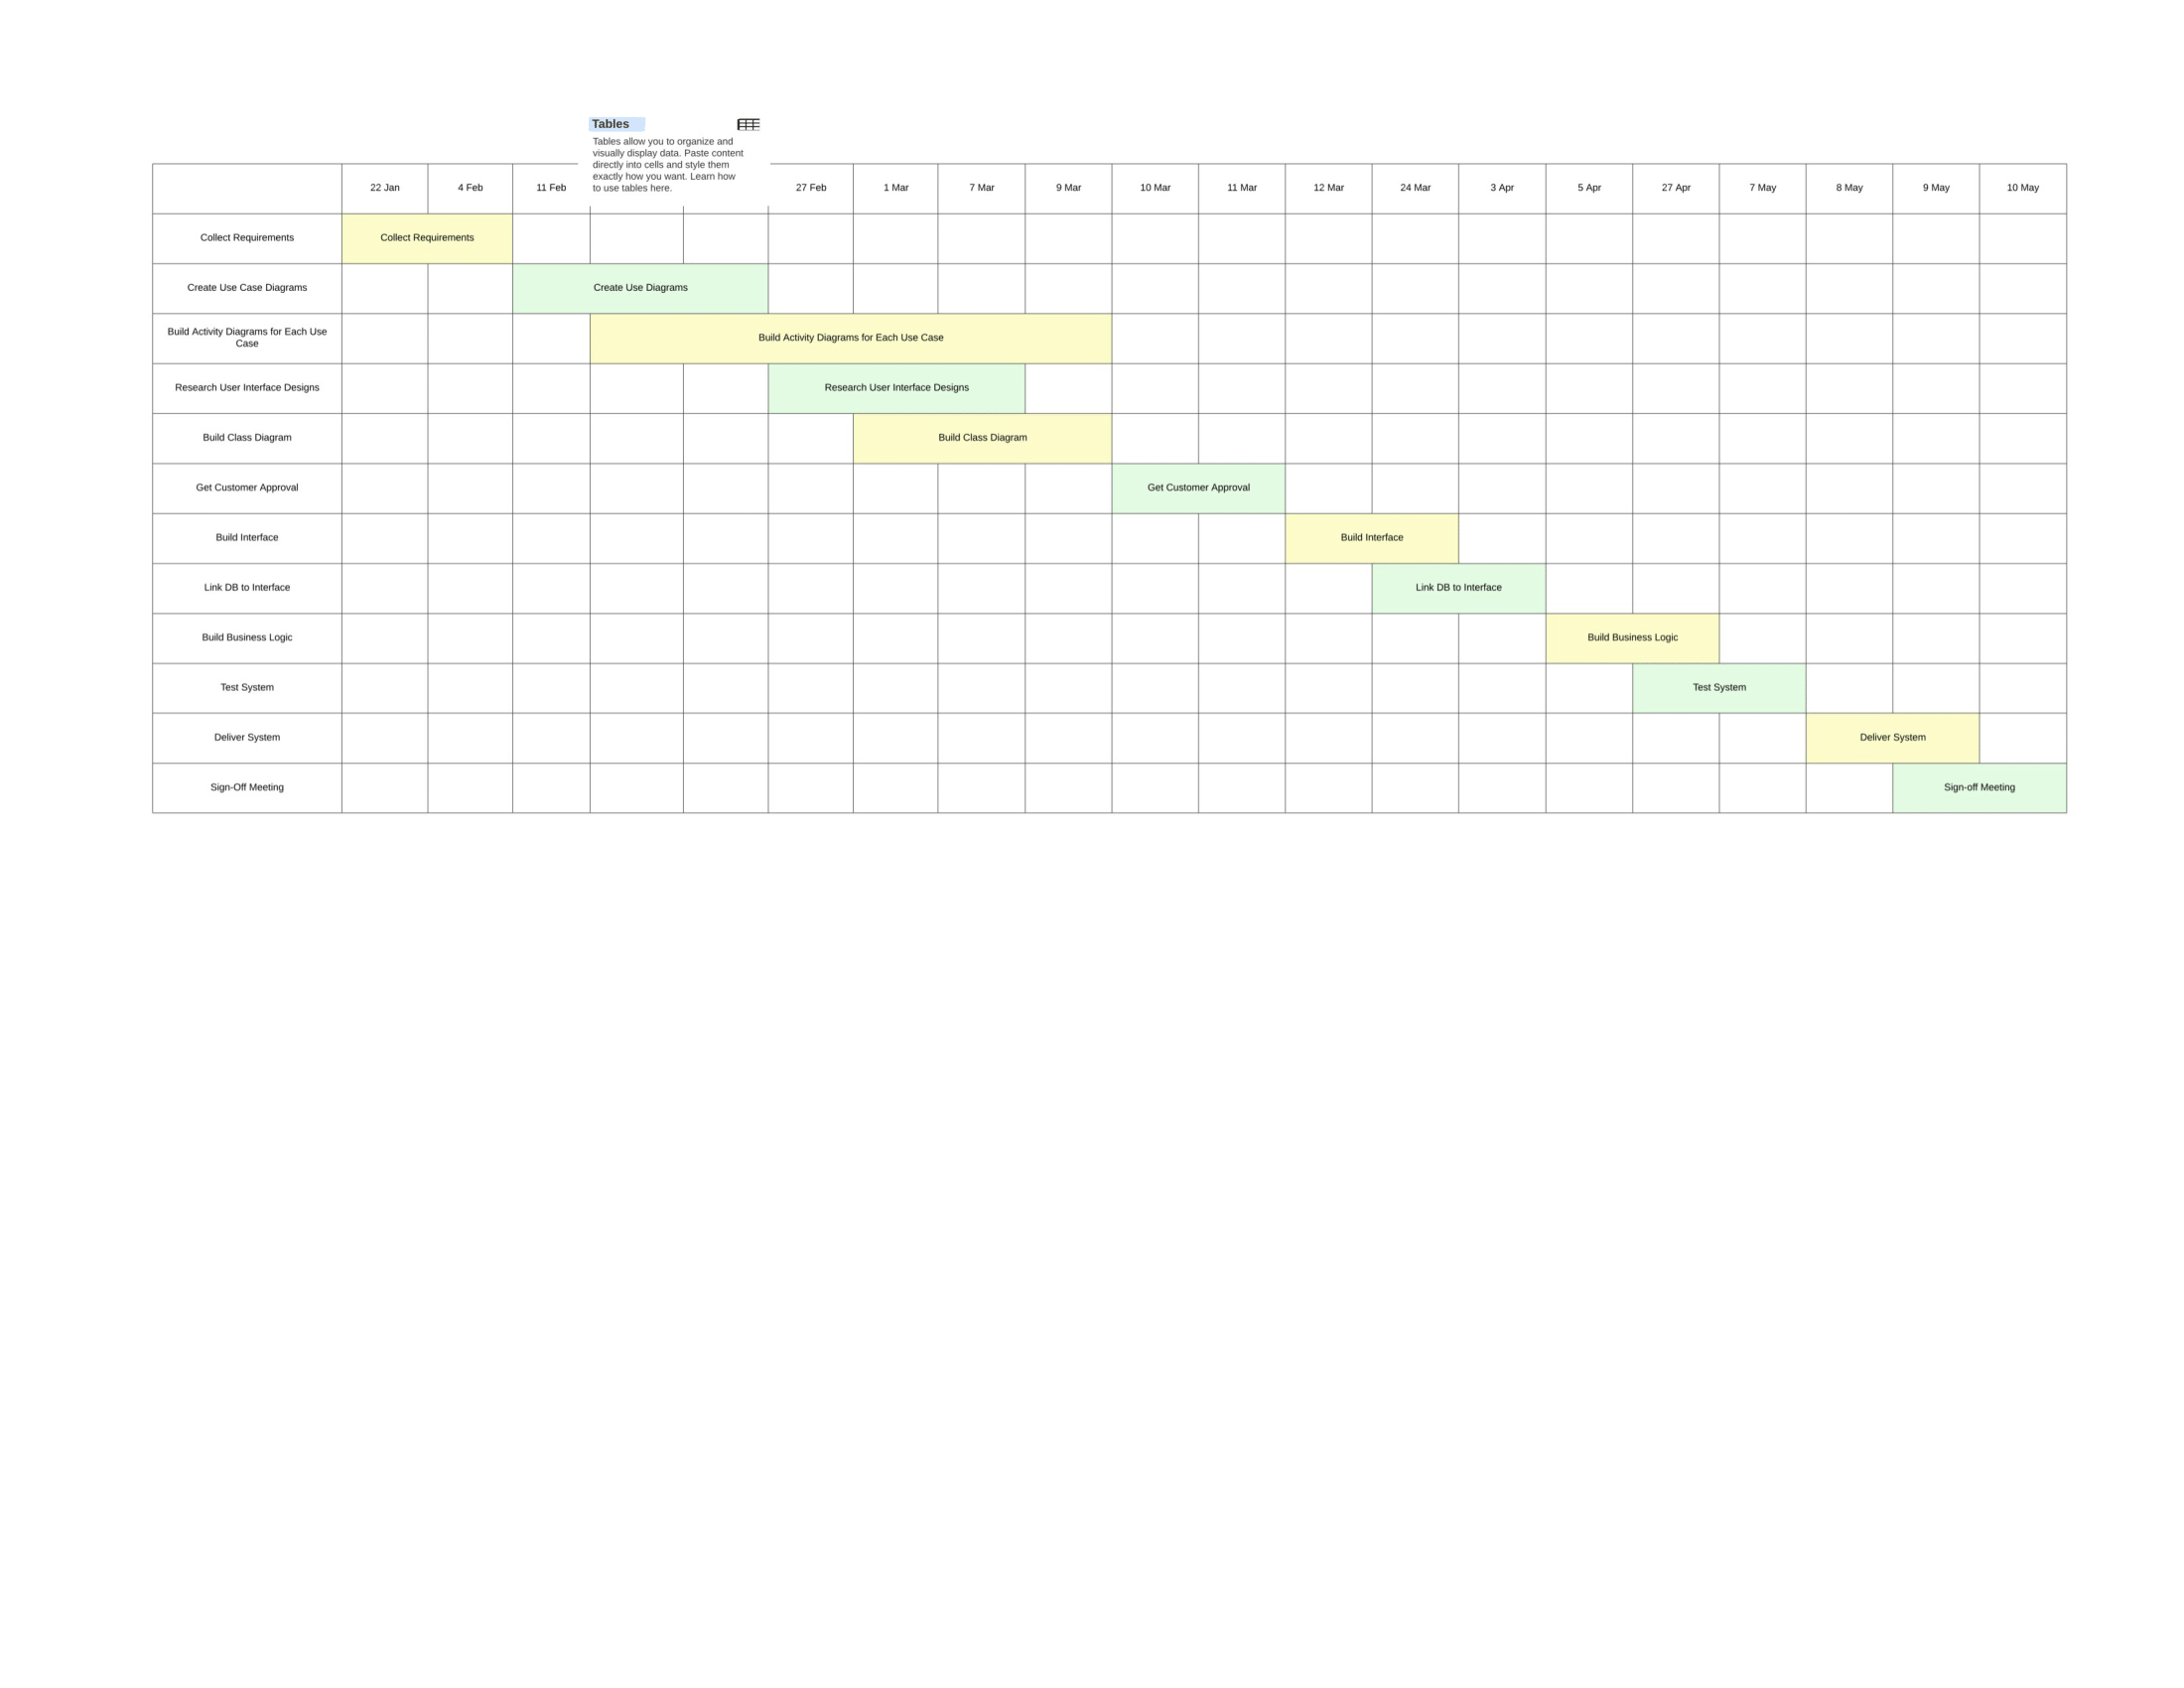 Tables
Tables allow you to organize and
visually display data. Paste content
directly into cells and style them
exactly how you want. Learn how
to use tables here.
22 Jan 4 Feb 11 Feb 27 Feb 1 Mar 7 Mar 9 Mar 10 Mar 11 Mar 12 Mar 24 Mar 3 Apr 5 Apr 27 Apr 7 May 8 May 9 May 10 May
Collect Requirements Collect Requirements
Create Use Case Diagrams Create Use Diagrams
Build Activity Diagrams for Each Use
Case
Build Activity Diagrams for Each Use Case
Research User Interface Designs Research User Interface Designs
Build Class Diagram Build Class Diagram
Get Customer Approval Get Customer Approval
Build Interface Build Interface
Link DB to Interface Link DB to Interface
Build Business Logic Build Business Logic
Test System Test System
Deliver System Deliver System
Sign-Off Meeting Sign-off Meeting